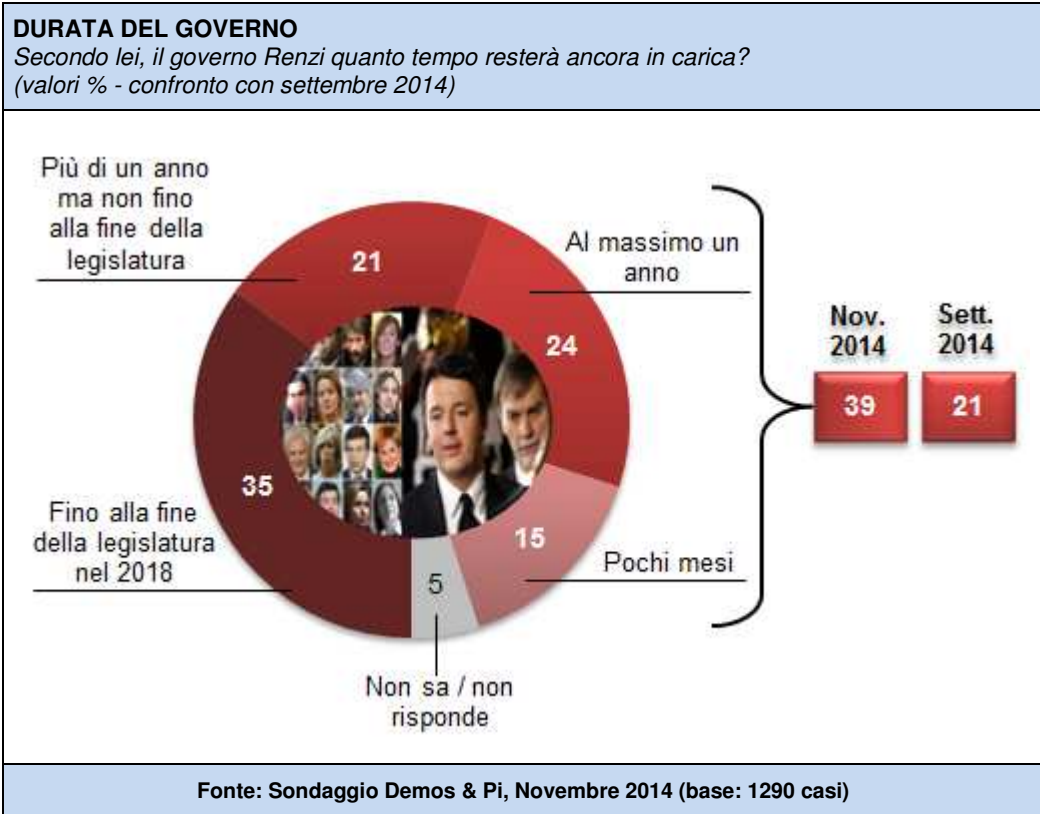 DURATA DEL GOVERNO
Secondo lei, il governo Renzi quanto tempo resterà ancora in carica?
(valori % - confronto con settembre 2014)
Più di un anno
ma non fino
alla fine della
legislatura
21
Al massimo un
anno
24
Nov.
2014
Sett.
2014
39
21
35
Fino alla fine
della legislatura
nel 2018
15
Pochi mesi
5
Non sa / non
risponde
Fonte: Sondaggio Demos & Pi, Novembre 2014 (base: 1290 casi)